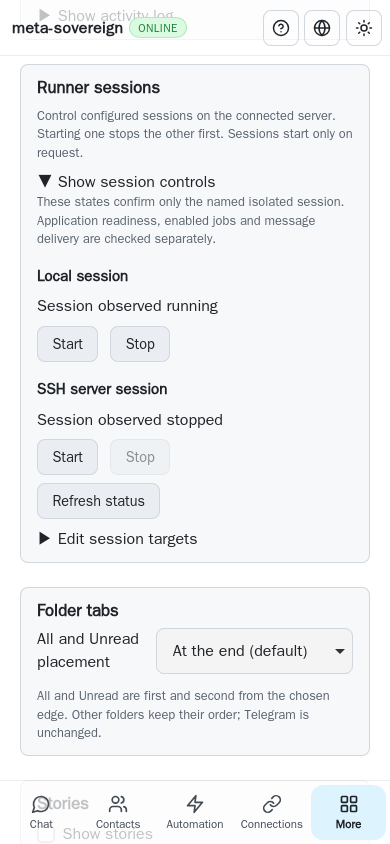 ▶ Show activity log
meta-sovereign ONLINE
Runner sessions
Control configured sessions on the connected server.
Starting one stops the other first. Sessions start only on
request.
▼ Show session controls
These states confirm only the named isolated session.
Application readiness, enabled jobs and message
delivery are checked separately.
Local session
Session observed running
Start Stop
SSH server session
Session observed stopped
Start Stop
Refresh status
▶ Edit session targets
Folder tabs
All and Unread
placement
At the end (default)
All and Unread are first and second from the chosen
edge. Other folders keep their order; Telegram is
unchanged.
Stories
Chat Contacts Automation Connections More
Show stories